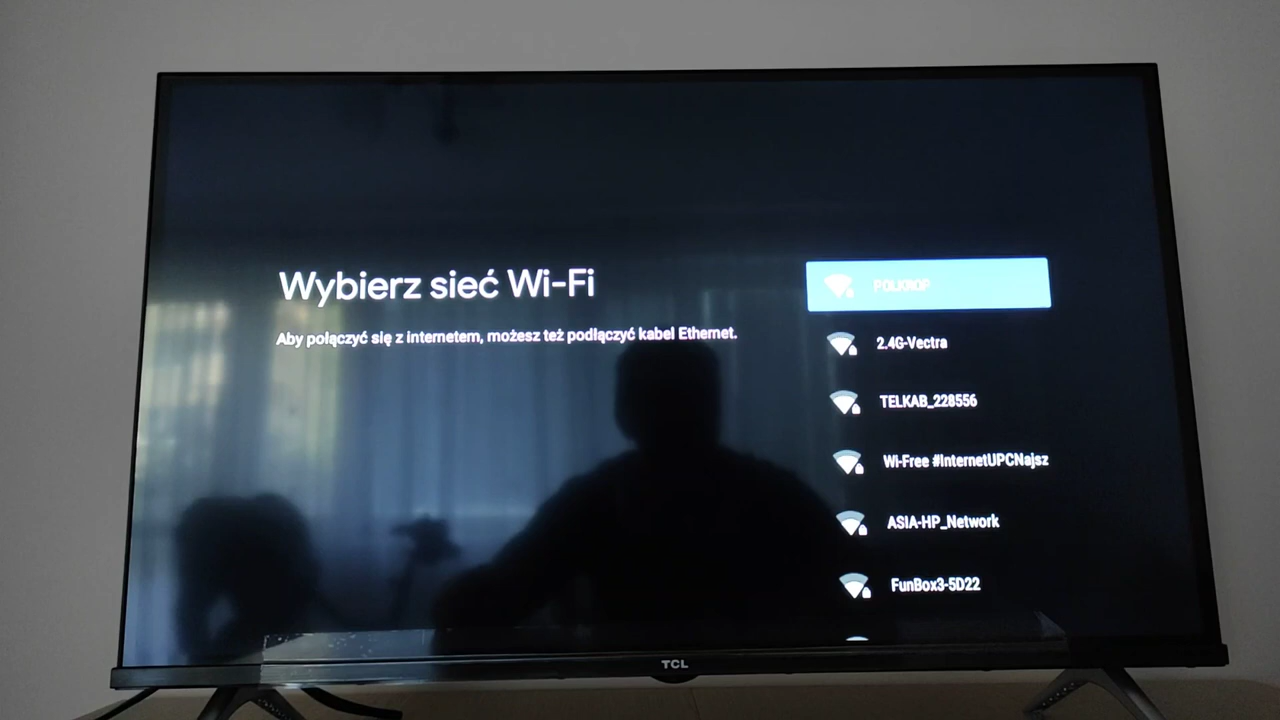 Wybierz sieć Wi-Fi
Aby połączyć się z internetem, możesz też podłączyć kabel Ethernet.
POLKROP
2.4G-Vectra
TELKAB_228556
Wi-Free #InternetUPCNajsz
ASIA-HP_Network
FunBox3-5D22
TCL